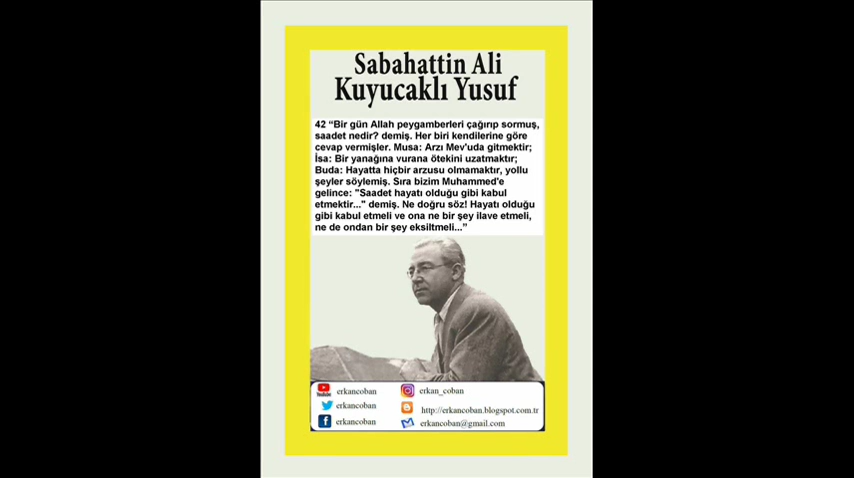 Sabahattin Ali
Kuyucaklı Yusuf
42 “Bir gün Allah peygamberleri çağırıp sormuş,
saadet nedir? demiş. Her biri kendilerine göre
cevap vermişler. Musa: Arzı Mev'uda gitmektir;
İsa: Bir yanağına vurana ötekini uzatmaktır;
Buda: Hayatta hiçbir arzusu olmamaktır, yollu
şeyler söylemiş. Sıra bizim Muhammed'e
gelince: "Saadet hayatı olduğu gibi kabul
etmektir..." demiş. Ne doğru söz! Hayatı olduğu
gibi kabul etmeli ve ona ne bir şey ilave etmeli,
ne de ondan bir şey eksiltmeli...”
YouTube erkancoban
erkan_coban
erkancoban
http://erkancoban.blogspot.com.tr
erkancoban
erkancoban@gmail.com